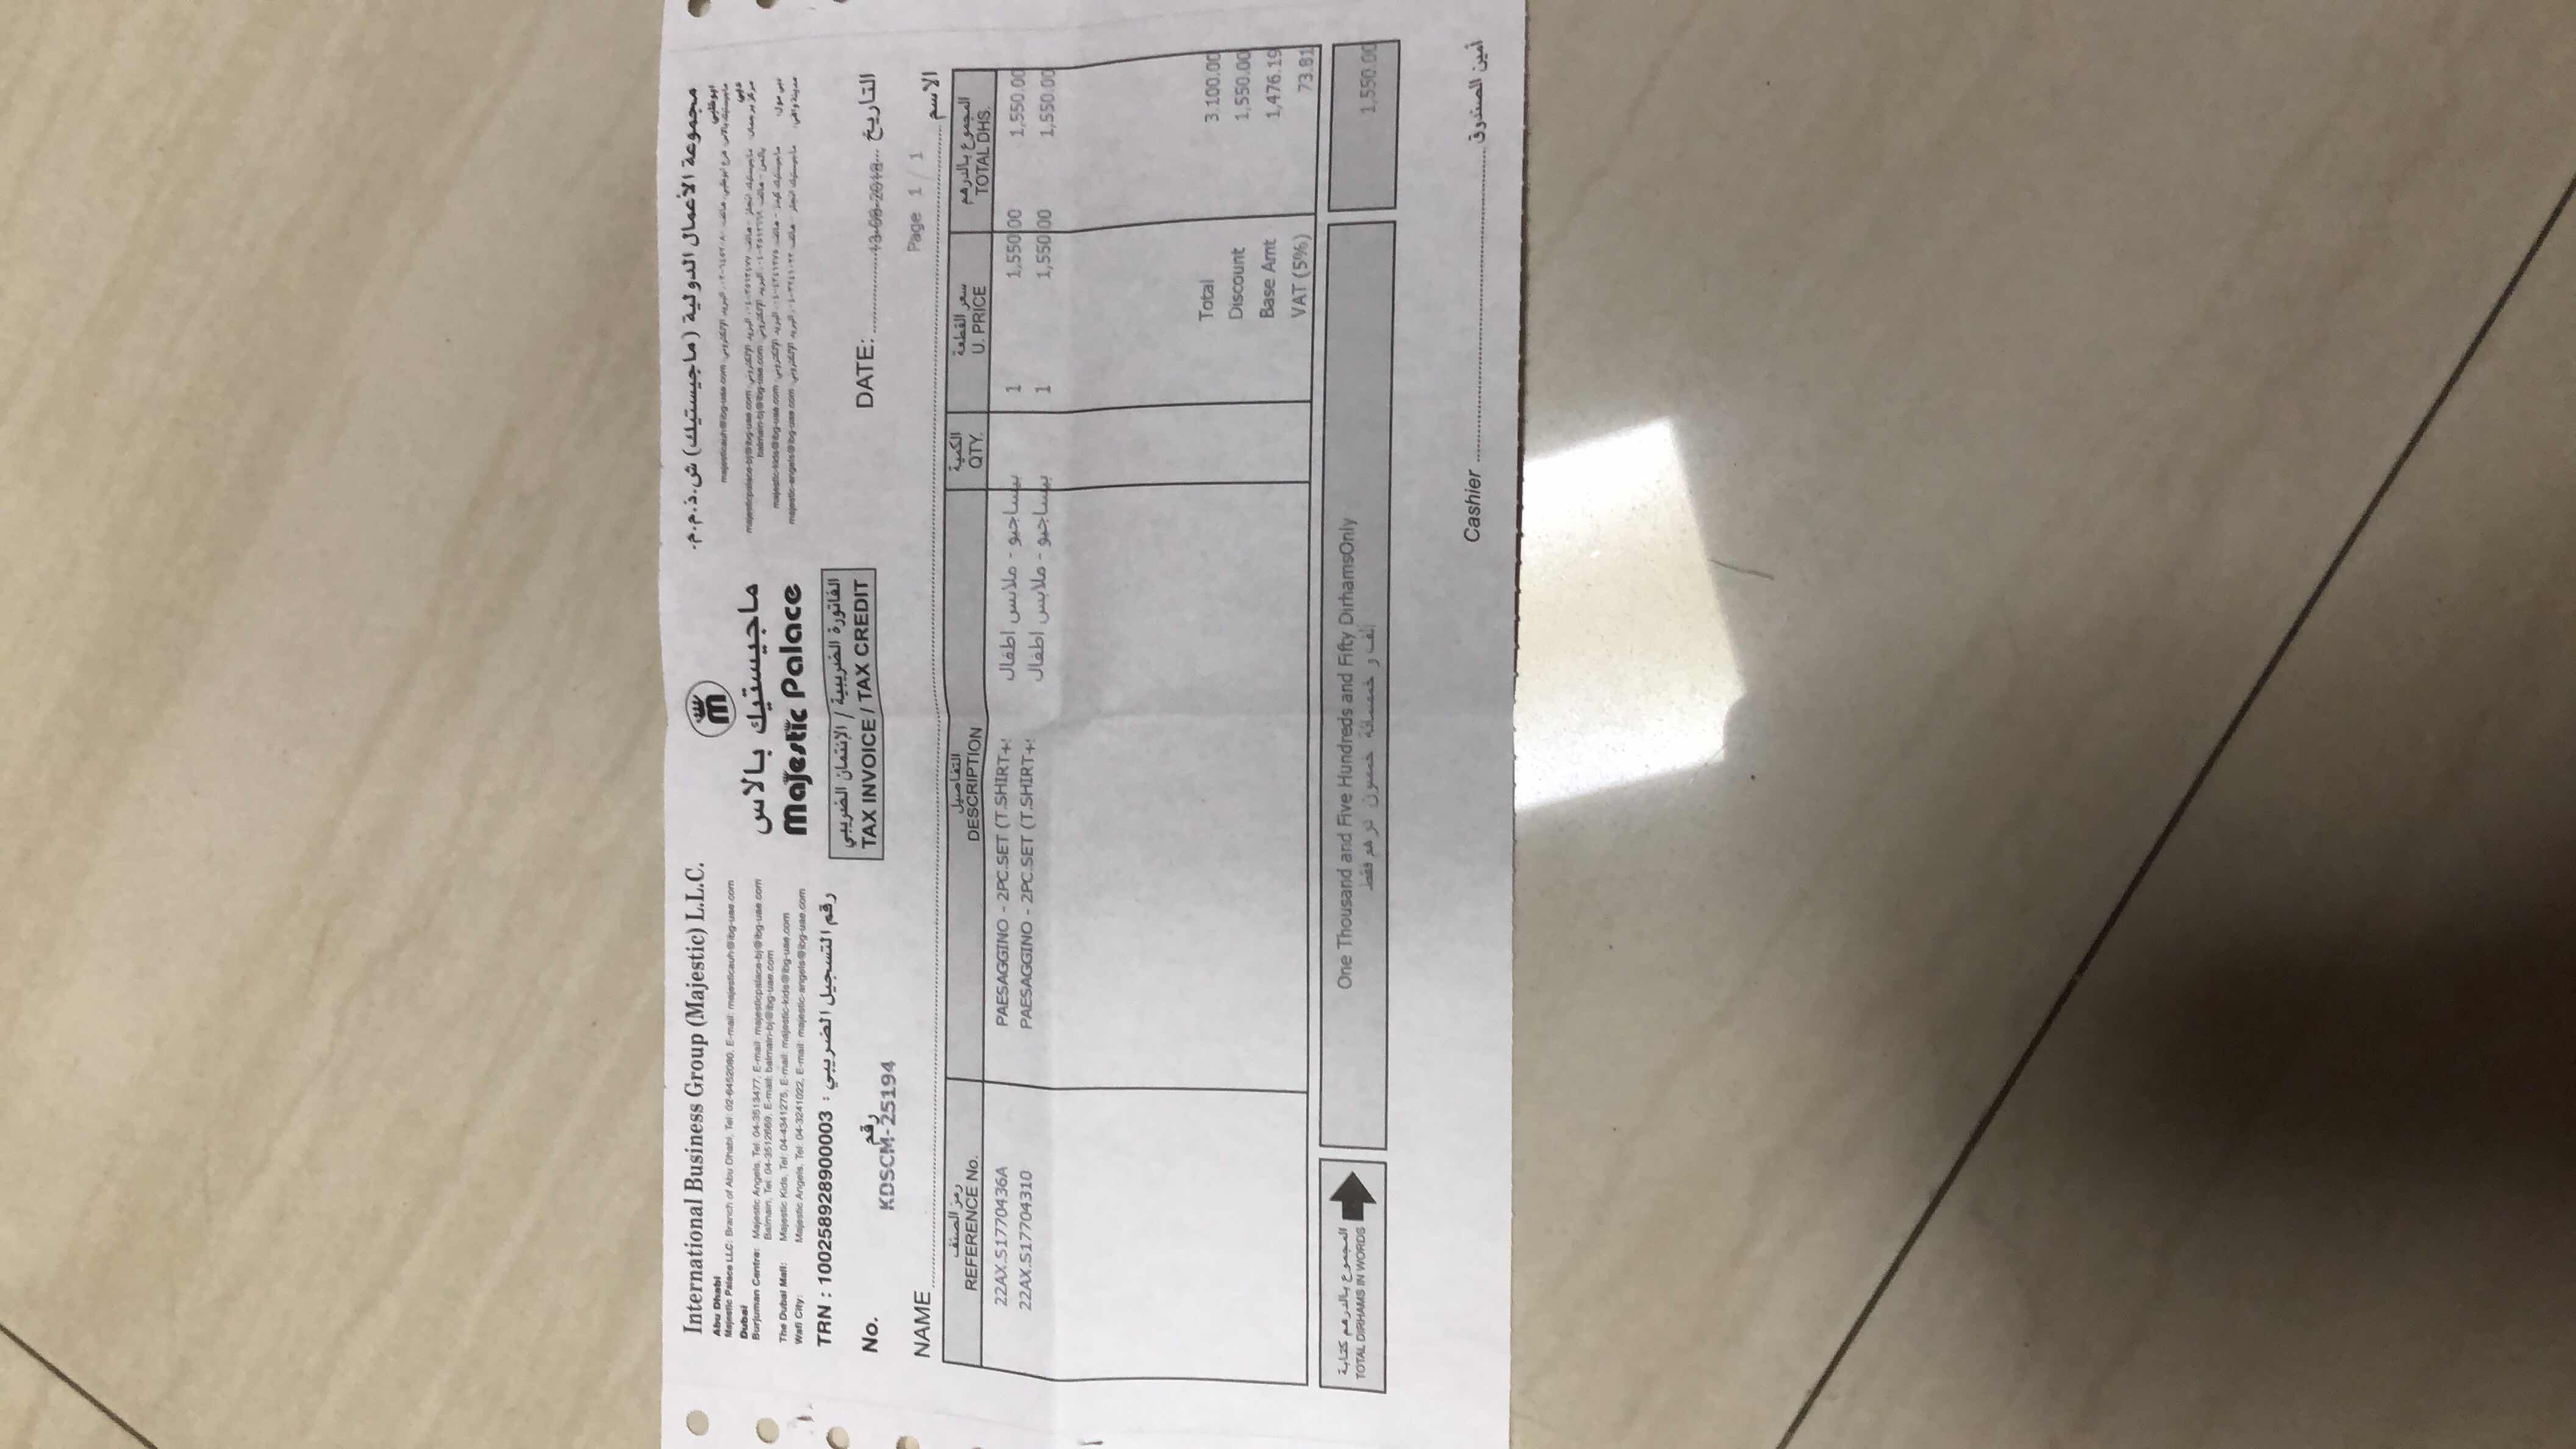 International Business Group (Majestic) L.L.C.
مجموعة الأعمال الدولية (ماجيستيك) ش.ذ.م.م.
Abu Dhabi
Majestic Palace LLC: Branch of Abu Dhabi, Tel: 02-6452080, E-mail: majesticauh@ibg-uae.com
Dubai
Burjuman Centre: Majestic Angels, Tel: 04-3513477, E-mail: majesticpalace-bj@ibg-uae.com
Balmain, Tel: 04-3512669, E-mail: balmain-bj@ibg-uae.com
The Dubai Mall: Majestic Kids, Tel: 04-4341275, E-mail: majestic-kids@ibg-uae.com
Wafi City: Majestic Angels, Tel: 04-3241022, E-mail: majestic-angels@ibg-uae.com
ابوظبي
ماجيستيك بالاس، فرع ابوظبي، هاتف: ٠٢-٦٤٥٢٠٨٠، البريد الإلكتروني: majesticauh@ibg-uae.com
دبي
مركز برجمان: ماجيستيك انجلز - هاتف: ٠٤-٣٥١٣٤٧٧، البريد الإلكتروني: majesticpalace-bj@ibg-uae.com
بالمن - هاتف: ٠٤-٣٥١٢٦٦٩، البريد الإلكتروني: balmain-bj@ibg-uae.com
دبي مول: ماجيستيك كيدز - هاتف: ٠٤-٤٣٤١٢٧٥، البريد الإلكتروني: majestic-kids@ibg-uae.com
مدينة وافي: ماجيستيك انجلز - هاتف: ٠٤-٣٢٤١٠٢٢، البريد الإلكتروني: majestic-angels@ibg-uae.com
m
ماجيستيك بالاس
Majestic Palace
TRN : 100258928900003 : رقم التسجيل الضريبي
الفاتورة الضريبية / الإئتمان الضريبي
TAX INVOICE / TAX CREDIT
No. رقم
KDSCM-25194
DATE: 13-08-2018 التاريخ
Page 1 / 1
NAME الاسم
رمز الصنف التفاصيل الكمية سعر القطعة المجموع بالدرهم
REFERENCE No. DESCRIPTION QTY. U. PRICE TOTAL DHS.
22AX.S1770436A PAESAGGINO - 2PC.SET (T.SHIRT+ بيساجيو - ملابس اطفال 1 1,550.00 1,550.00
22AX.S17704310 PAESAGGINO - 2PC.SET (T.SHIRT+ بيساجيو - ملابس اطفال 1 1,550.00 1,550.00
Total 3,100.00
Discount 1,550.00
Base Amt 1,476.19
VAT (5%) 73.81
المجموع بالدرهم كتابة
TOTAL DIRHAMS IN WORDS
One Thousand and Five Hundreds and Fifty DirhamsOnly
ألف و خمسمائة خمسون درهم فقط
1,550.00
Cashier أمين الصندوق